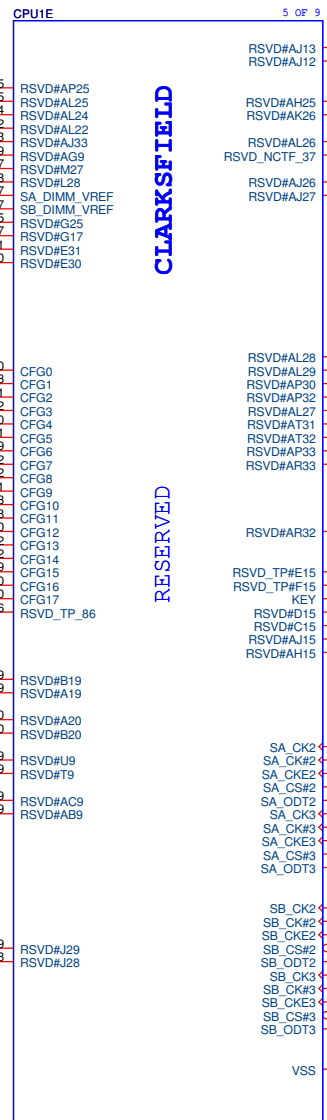 CPU1E
5 OF 9
RSVD#AJ13
RSVD#AJ12
RSVD#AP25
RSVD#AL25
RSVD#AL24
RSVD#AL22
RSVD#AJ33
RSVD#AG9
RSVD#M27
RSVD#L28
SA_DIMM_VREF
SB_DIMM_VREF
RSVD#G25
RSVD#G17
RSVD#E31
RSVD#E30
CLARKSFIELD
RSVD#AH25
RSVD#AK26
RSVD#AL26
RSVD_NCTF_37
RSVD#AJ26
RSVD#AJ27
CFG0
CFG1
CFG2
CFG3
CFG4
CFG5
CFG6
CFG7
CFG8
CFG9
CFG10
CFG11
CFG12
CFG13
CFG14
CFG15
CFG16
CFG17
RSVD_TP_86
RESERVED
RSVD#AL28
RSVD#AL29
RSVD#AP30
RSVD#AP32
RSVD#AL27
RSVD#AT31
RSVD#AT32
RSVD#AP33
RSVD#AR33
RSVD#AR32
RSVD_TP#E15
RSVD_TP#F15
KEY
RSVD#D15
RSVD#C15
RSVD#AJ15
RSVD#AH15
RSVD#B19
RSVD#A19
RSVD#A20
RSVD#B20
RSVD#U9
RSVD#T9
RSVD#AC9
RSVD#AB9
RSVD#J29
RSVD#J28
SA_CK2
SA_CK#2
SA_CKE2
SA_CS#2
SA_ODT2
SA_CK3
SA_CK#3
SA_CKE3
SA_CS#3
SA_ODT3
SB_CK2
SB_CK#2
SB_CKE2
SB_CS#2
SB_ODT2
SB_CK3
SB_CK#3
SB_CKE3
SB_CS#3
SB_ODT3
VSS